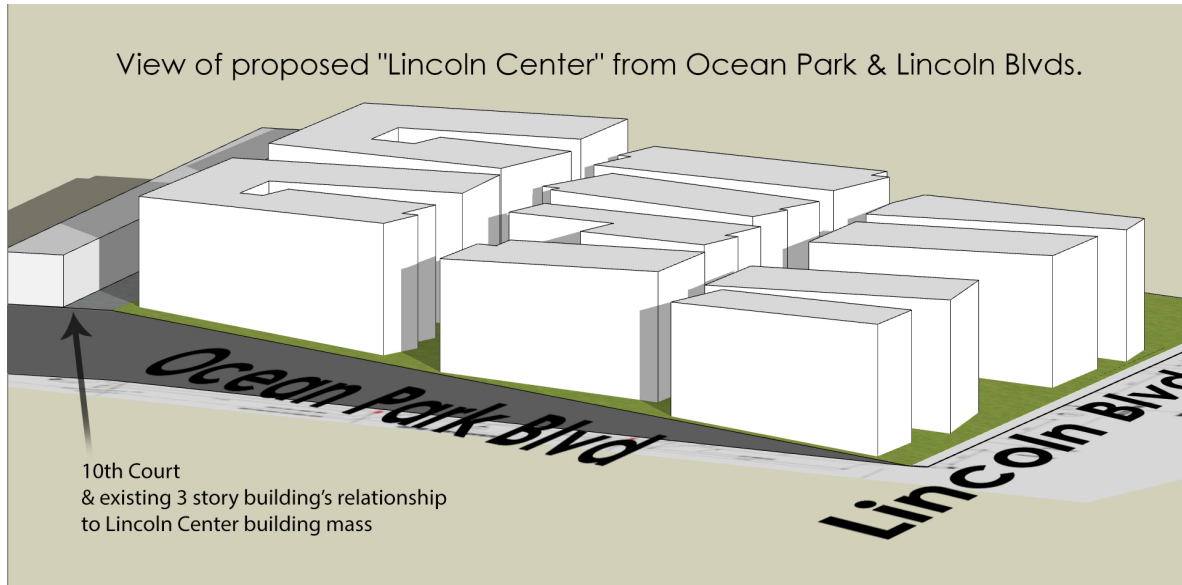 View of proposed "Lincoln Center" from Ocean Park & Lincoln Blvds.
Ocean Park Blvd
Lincoln Blvd
10th Court
& existing 3 story building's relationship
to Lincoln Center building mass